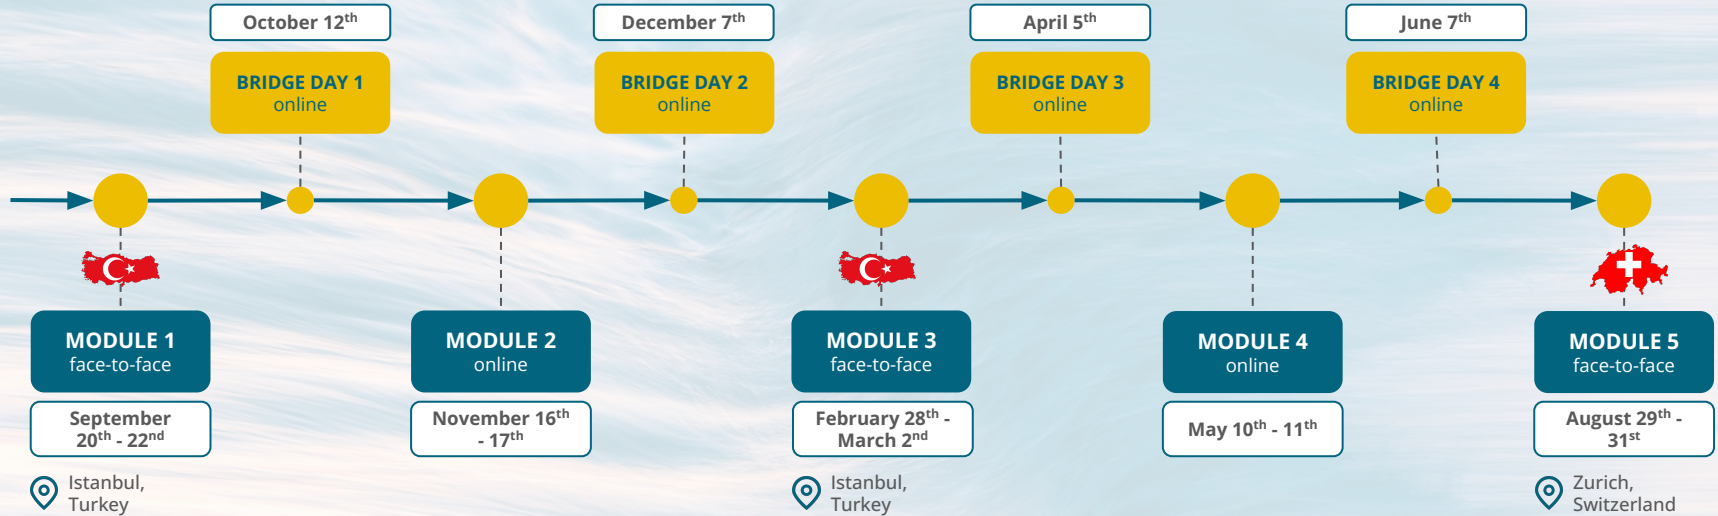 October 12th
December 7th
April 5th
June 7th
BRIDGE DAY 1
online
BRIDGE DAY 2
online
BRIDGE DAY 3
online
BRIDGE DAY 4
online
MODULE 1
face-to-face
September
20th - 22nd
Istanbul,
Turkey
MODULE 2
online
November 16th
- 17th
MODULE 3
face-to-face
February 28th -
March 2nd
Istanbul,
Turkey
MODULE 4
online
May 10th - 11th
MODULE 5
face-to-face
August 29th -
31st
Zurich,
Switzerland